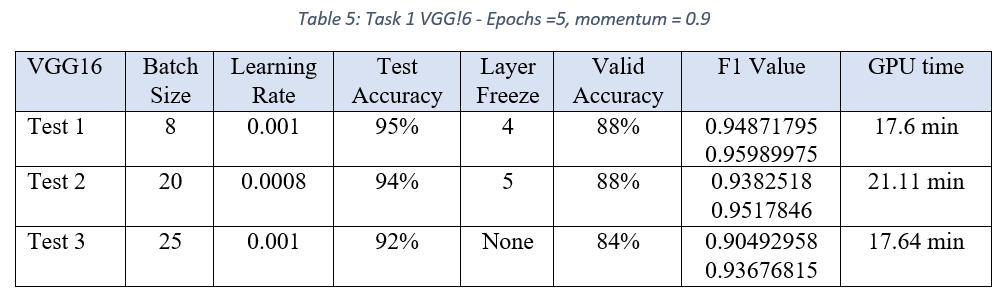 Table 5: Task 1 VGG!6 - Epochs =5, momentum = 0.9
VGG16 Batch Size Learning Rate Test Accuracy Layer Freeze Valid Accuracy F1 Value GPU time
Test 1 8 0.001 95% 4 88% 0.94871795 0.95989975 17.6 min
Test 2 20 0.0008 94% 5 88% 0.9382518 0.9517846 21.11 min
Test 3 25 0.001 92% None 84% 0.90492958 0.93676815 17.64 min